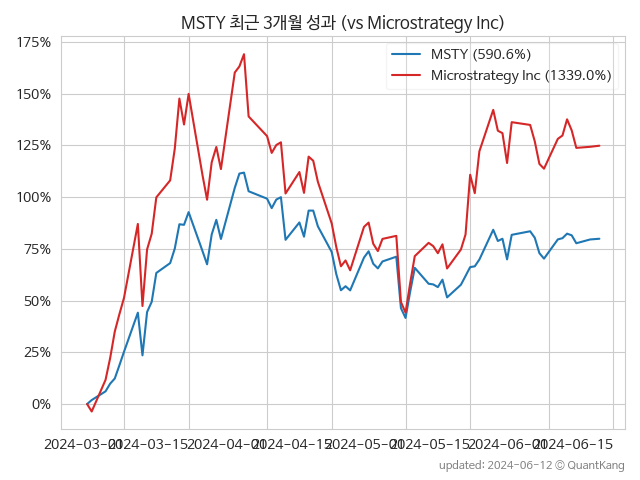 MSTY 최근 3개월 성과 (vs Microstrategy Inc)
MSTY (590.6%)
Microstrategy Inc (1339.0%)
175%
150%
125%
100%
75%
50%
25%
0%
2024-03-01 2024-03-15 2024-04-01 2024-04-15 2024-05-01 2024-05-15 2024-06-01 2024-06-15
updated: 2024-06-12 © QuantKang